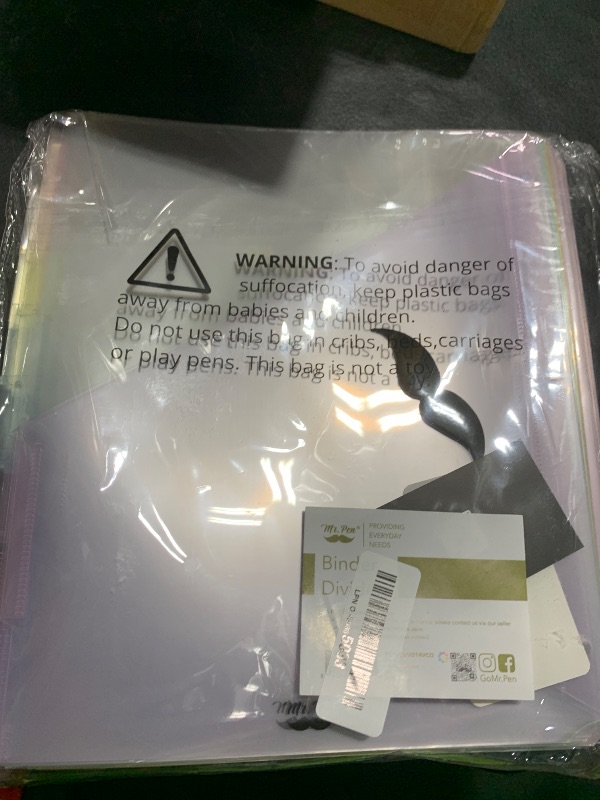 WARNING: To avoid danger of
suffocation, keep plastic bags
away from babies and children.
Do not use this bag in cribs, beds, carriages
or play pens. This bag is not a toy.
Mr. Pen
PROVIDING
EVERYDAY
NEEDS
LPN
GoMr.Pen
Mr.